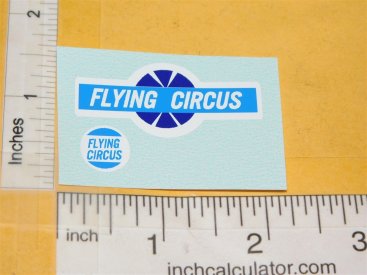 2
1
Inches
FLYING CIRCUS
FLYING
CIRCUS
inch 1 2 3
inchcalculator.com